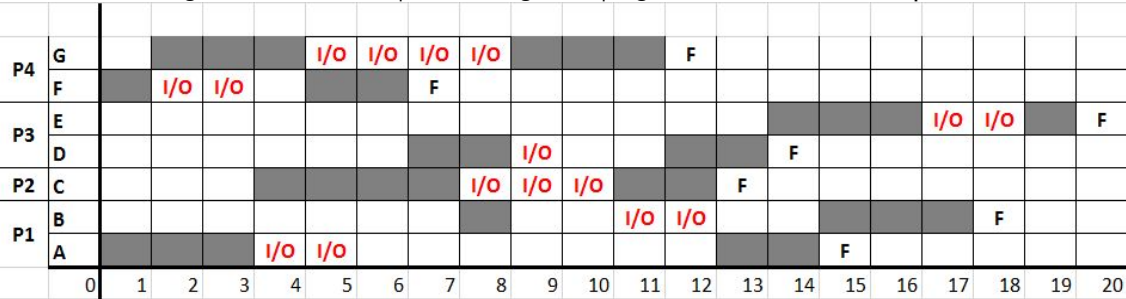 P4 G I/O I/O I/O I/O F
F I/O I/O F
P3 E I/O I/O F
D I/O F
P2 C I/O I/O I/O F
P1 B I/O I/O F
A I/O I/O F
0 1 2 3 4 5 6 7 8 9 10 11 12 13 14 15 16 17 18 19 20